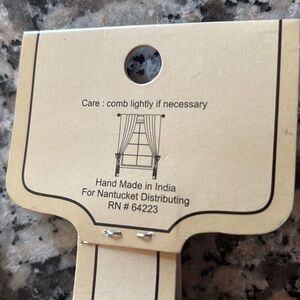 Care : comb lightly if necessary
Hand Made in India
For Nantucket Distributing
RN # 64223